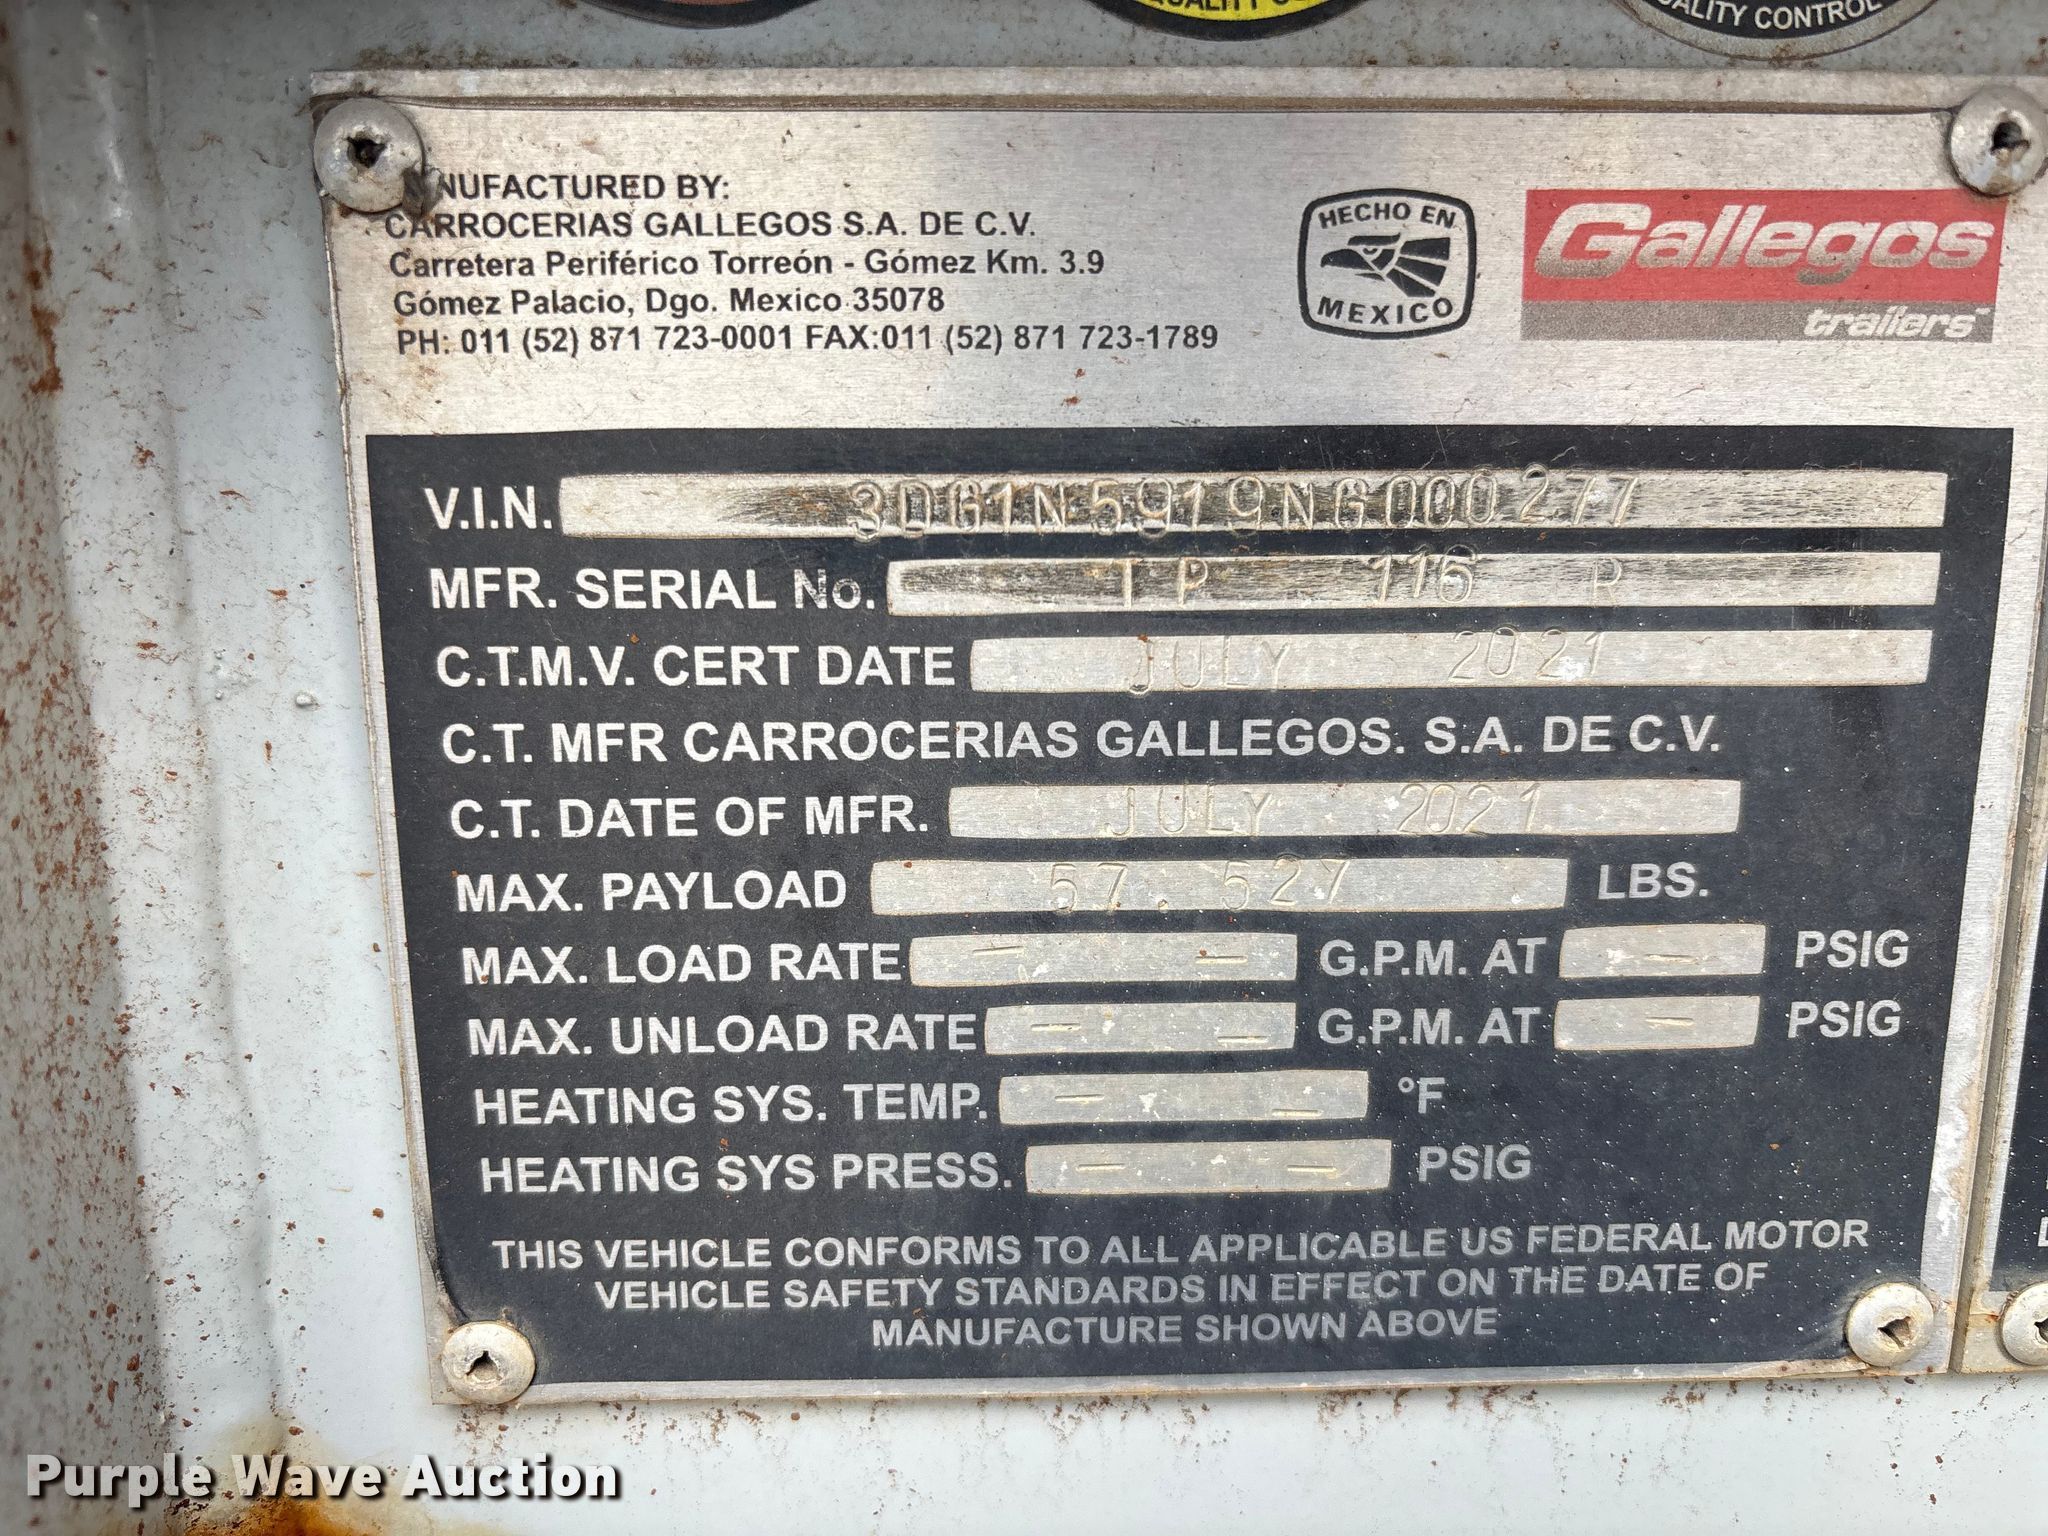 QUALITY CO
ALITY CONTROL
MANUFACTURED BY:
CARROCERIAS GALLEGOS S.A. DE C.V.
Carretera Periférico Torreón - Gómez Km. 3.9
Gómez Palacio, Dgo. Mexico 35078
PH: 011 (52) 871 723-0001 FAX:011 (52) 871 723-1789
HECHO EN
MEXICO
Gallegos
trailers™
V.I.N. 3DG1N5919NG000277
MFR. SERIAL No. TP 116 R
C.T.M.V. CERT DATE JULY 2021
C.T. MFR CARROCERIAS GALLEGOS. S.A. DE C.V.
C.T. DATE OF MFR. JULY 2021
MAX. PAYLOAD 57.527 LBS.
MAX. LOAD RATE - - G.P.M. AT - PSIG
MAX. UNLOAD RATE - - G.P.M. AT - PSIG
HEATING SYS. TEMP. - - °F
HEATING SYS PRESS. - - PSIG
THIS VEHICLE CONFORMS TO ALL APPLICABLE US FEDERAL MOTOR
VEHICLE SAFETY STANDARDS IN EFFECT ON THE DATE OF
MANUFACTURE SHOWN ABOVE
Purple Wave Auction